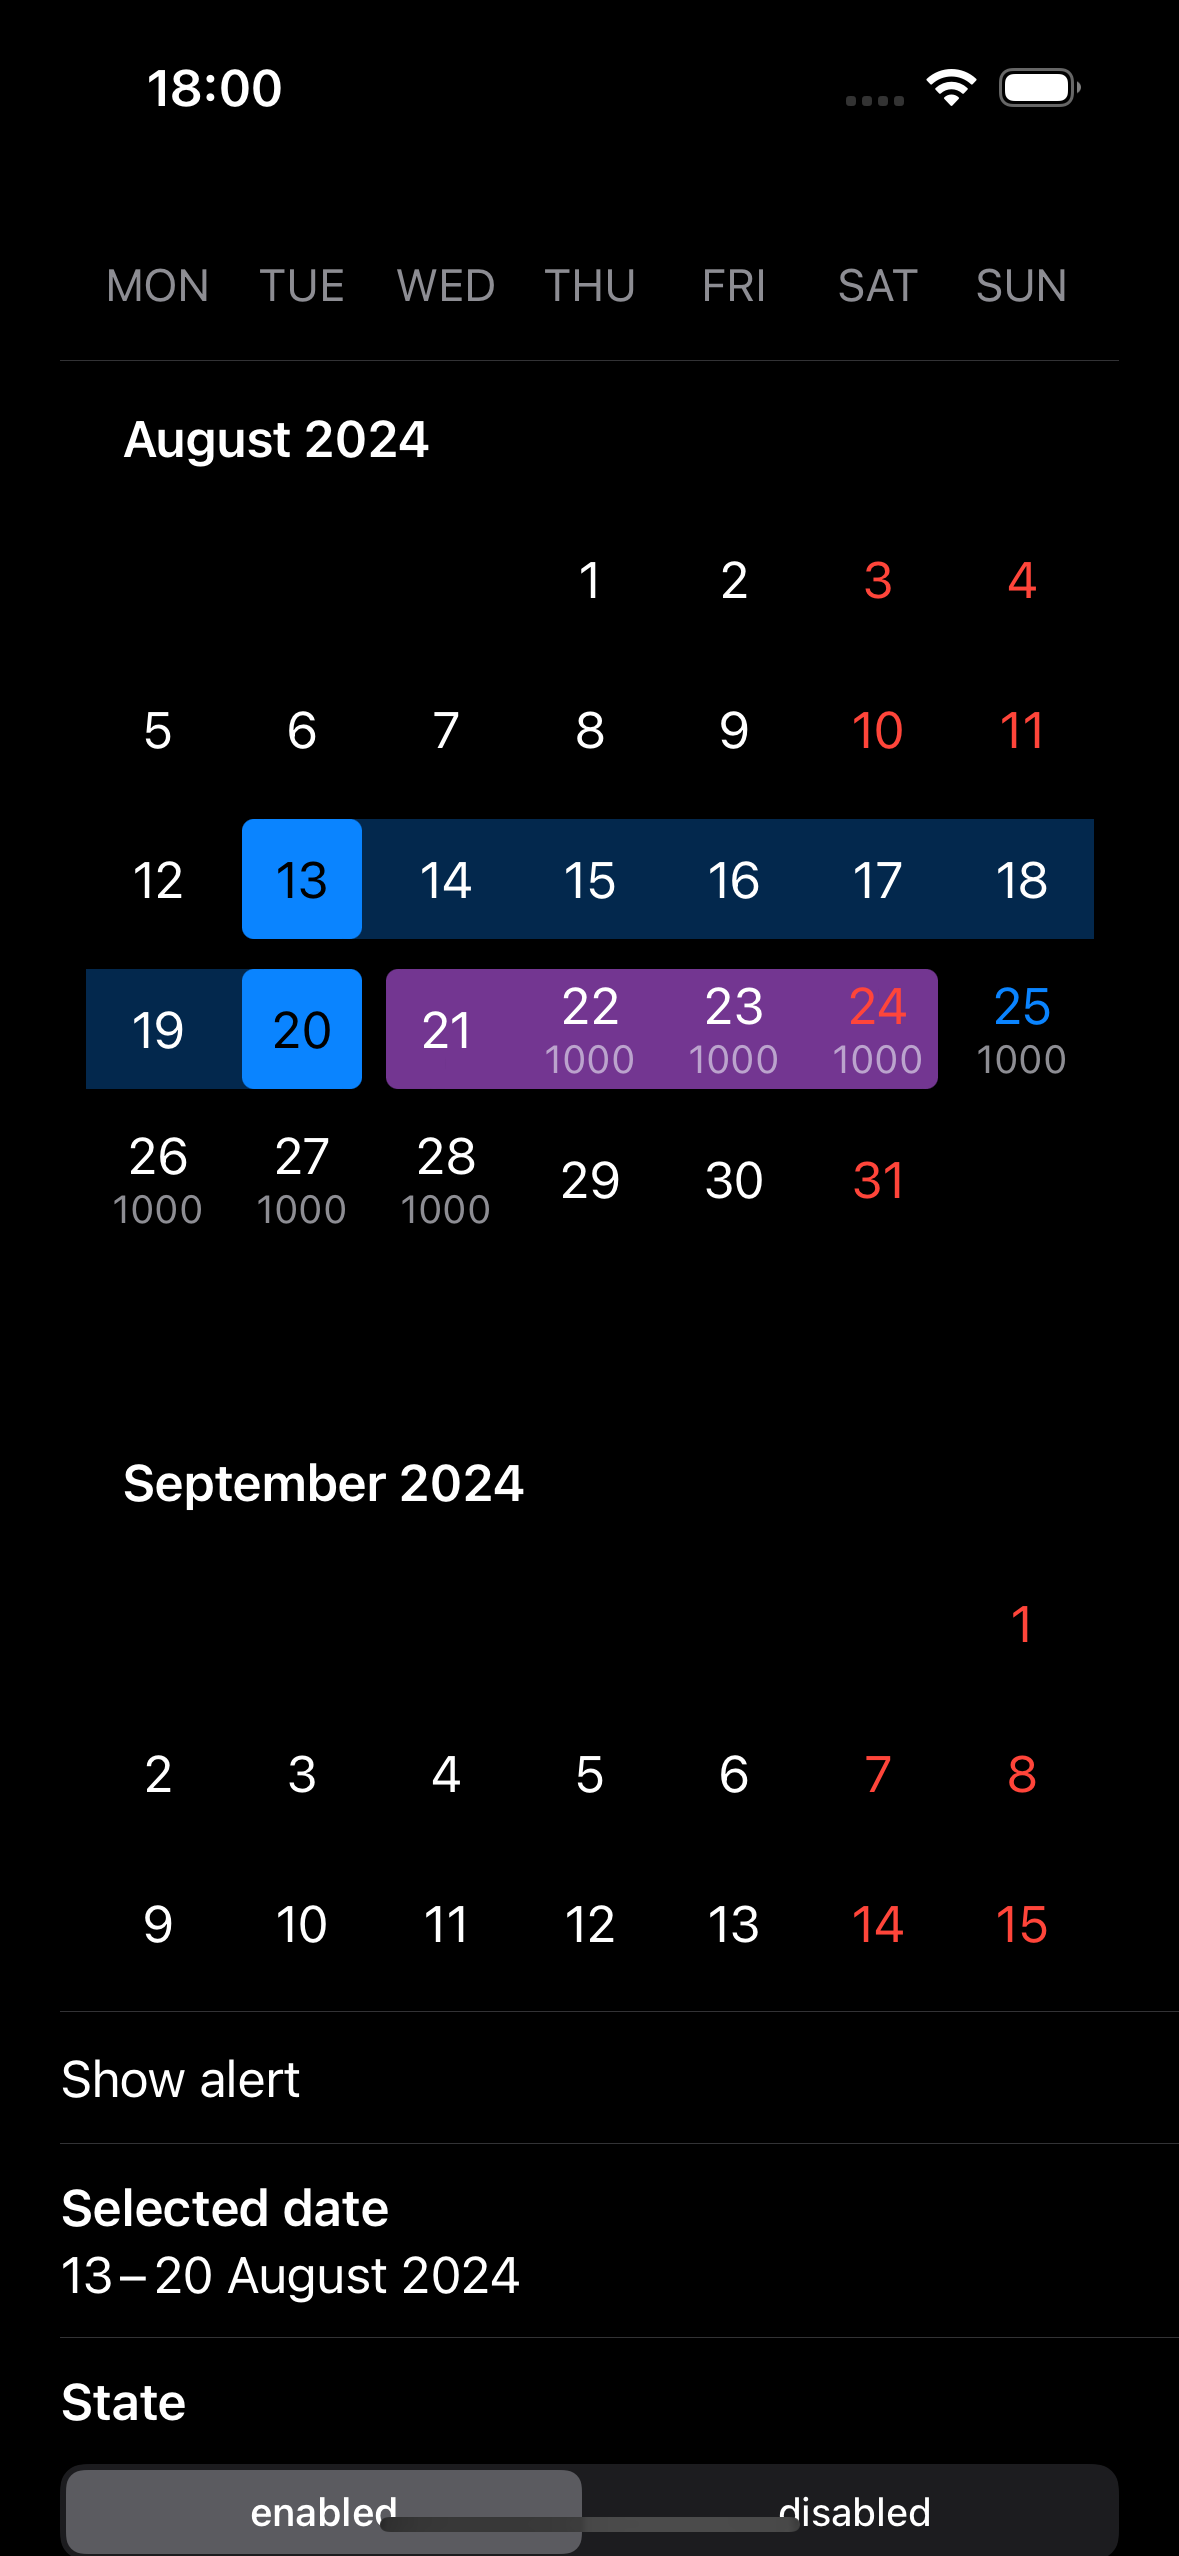 18:00
MON TUE WED THU FRI SAT SUN
August 2024
1 2 3 4
5 6 7 8 9 10 11
12 13 14 15 16 17 18
19 20 21 22 23 24 25
1000 1000 1000 1000
26 27 28 29 30 31
1000 1000 1000
September 2024
1
2 3 4 5 6 7 8
9 10 11 12 13 14 15
Show alert
Selected date
13 – 20 August 2024
State
enabled disabled